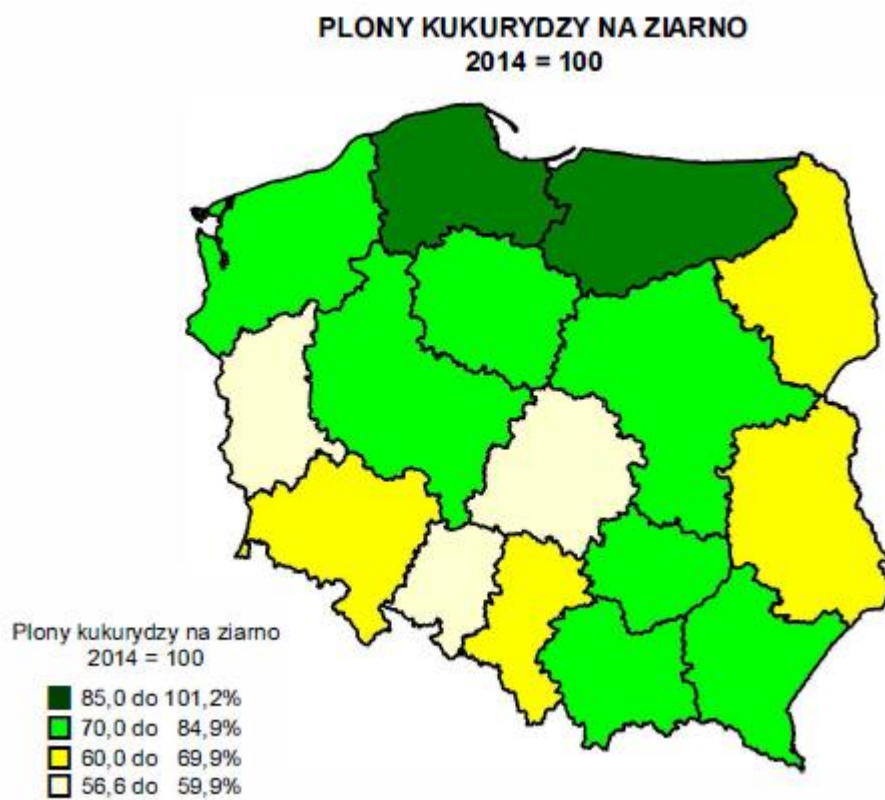 PLONY KUKURYDZY NA ZIARNO
2014 = 100
Plony kukurydzy na ziarno
2014 = 100
85,0 do 101,2%
70,0 do 84,9%
60,0 do 69,9%
56,6 do 59,9%